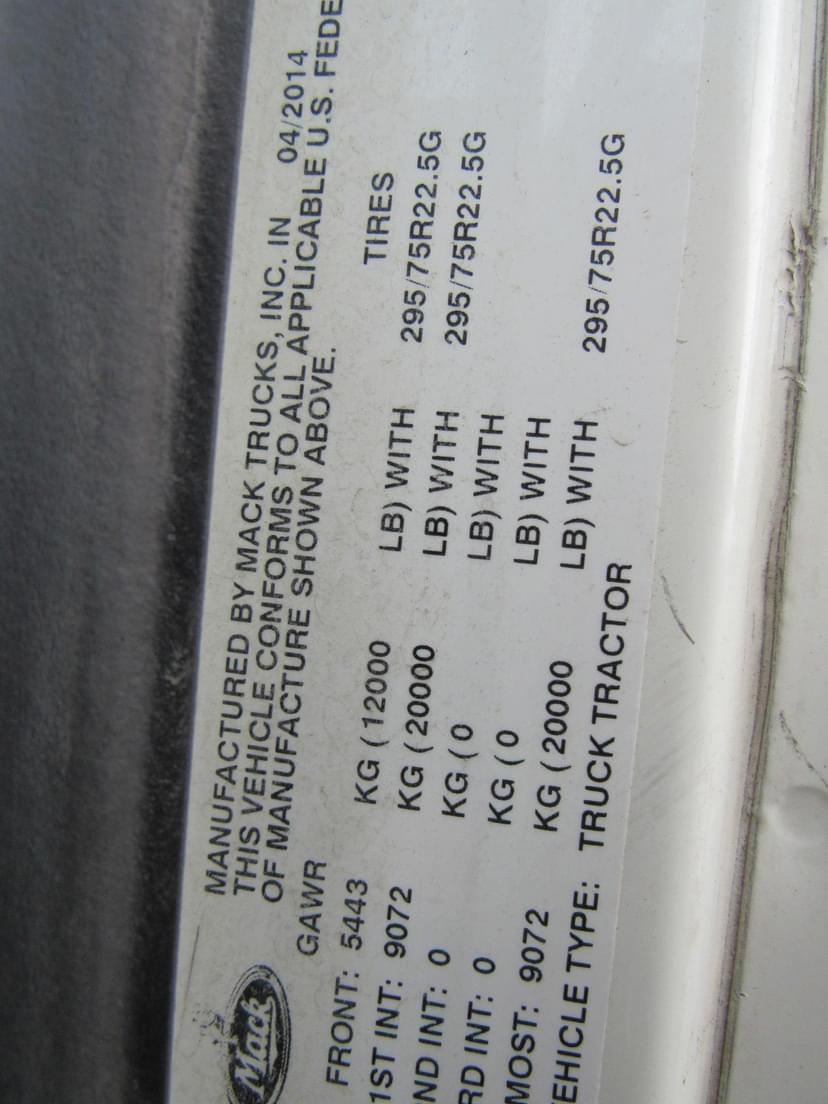 Mack
MANUFACTURED BY MACK TRUCKS, INC. IN 04/2014
THIS VEHICLE CONFORMS TO ALL APPLICABLE U.S. FEDE
OF MANUFACTURE SHOWN ABOVE.
GAWR TIRES
FRONT: 5443 KG ( 12000 LB) WITH 295/75R22.5G
1ST INT: 9072 KG ( 20000 LB) WITH 295/75R22.5G
ND INT: 0 KG ( 0 LB) WITH
RD INT: 0 KG ( 0 LB) WITH
MOST: 9072 KG ( 20000 LB) WITH 295/75R22.5G
EHICLE TYPE: TRUCK TRACTOR